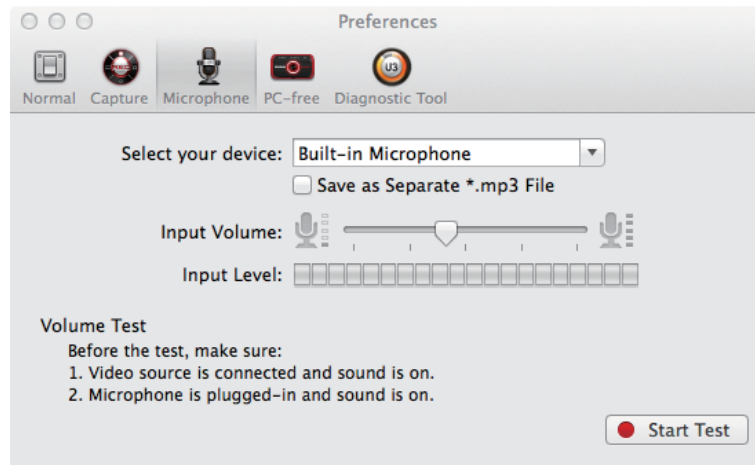 Preferences
Normal Capture Microphone PC-free Diagnostic Tool
REC
U3
Select your device: Built-in Microphone
Save as Separate *.mp3 File
Input Volume:
Input Level:
Volume Test
Before the test, make sure:
1. Video source is connected and sound is on.
2. Microphone is plugged-in and sound is on.
Start Test